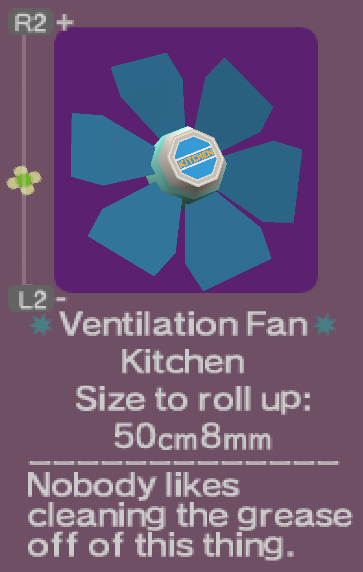 R2 +
KITCHEN
L2 -
Ventilation Fan
Kitchen
Size to roll up:
50cm8mm
Nobody likes
cleaning the grease
off of this thing.